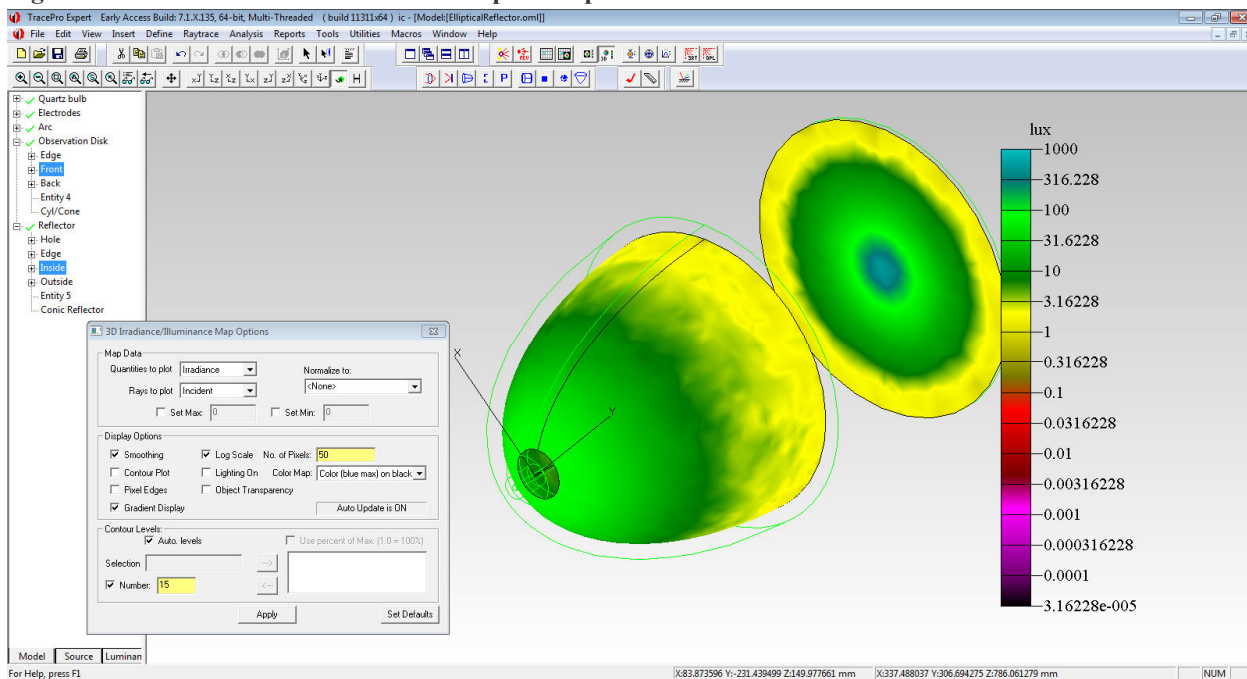 TracePro Expert Early Access Build: 7.1.X.135, 64-bit, Multi-Threaded ( build 11311x64 ) ic - [Model:[EllipticalReflector.oml]]
File Edit View Insert Define Raytrace Analysis Reports Tools Utilities Macros Window Help
Quartz bulb
Electrodes
Arc
Observation Disk
Edge
Front
Back
Entity 4
Cyl/Cone
Reflector
Hole
Edge
Inside
Outside
Entity 5
Conic Reflector
3D Irradiance/Illuminance Map Options
Map Data
Quantities to plot Irradiance Normalize to:
Rays to plot Incident <None>
Set Max: 0 Set Min: 0
Display Options
Smoothing Log Scale No. of Pixels: 50
Contour Plot Lighting On Color Map: Color (blue max) on black
Pixel Edges Object Transparency
Gradient Display Auto Update is ON
Contour Levels:
Auto. levels Use percent of Max. (1.0 = 100%)
Selection --->
Number: 15 <---
Apply Set Defaults
X
Y
lux
1000
316.228
100
31.6228
10
3.16228
1
0.316228
0.1
0.0316228
0.01
0.00316228
0.001
0.000316228
0.0001
3.16228e-005
Model Source Luminan
For Help, press F1 X:83.873596 Y:-231.439499 Z:149.977661 mm X:337.488037 Y:306.694275 Z:786.061279 mm NUM